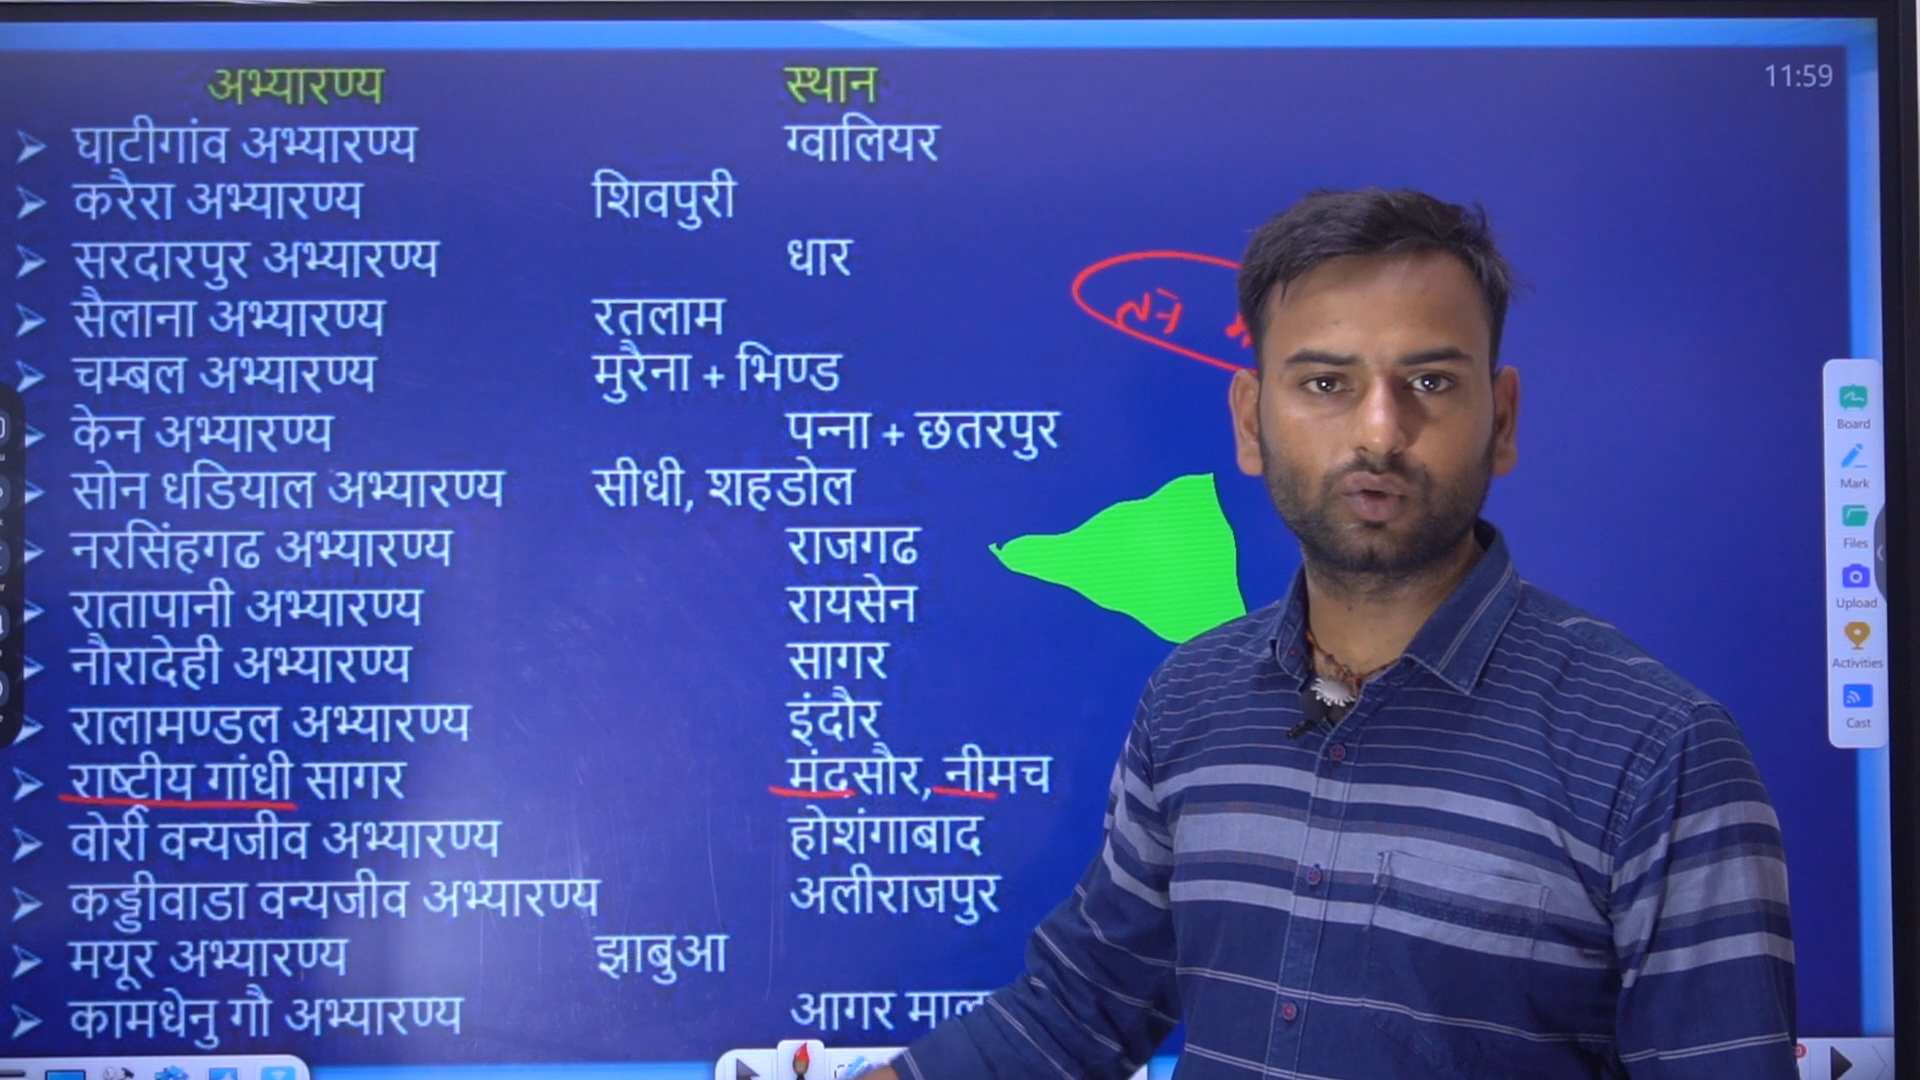 अभ्यारण्य स्थान
11:59
घाटीगांव अभ्यारण्य ग्वालियर
करैरा अभ्यारण्य शिवपुरी
सरदारपुर अभ्यारण्य धार
सैलाना अभ्यारण्य रतलाम
चम्बल अभ्यारण्य मुरैना + भिण्ड
केन अभ्यारण्य पन्ना + छतरपुर
सोन धडियाल अभ्यारण्य सीधी, शहडोल
नरसिंहगढ अभ्यारण्य राजगढ
रातापानी अभ्यारण्य रायसेन
नौरादेही अभ्यारण्य सागर
रालामण्डल अभ्यारण्य इंदौर
राष्ट्रीय गांधी सागर मंदसौर, नीमच
वोरी वन्यजीव अभ्यारण्य होशंगाबाद
कड्डीवाडा वन्यजीव अभ्यारण्य अलीराजपुर
मयूर अभ्यारण्य झाबुआ
कामधेनु गौ अभ्यारण्य आगर
Board
Mark
Files
Upload
Activities
Cast